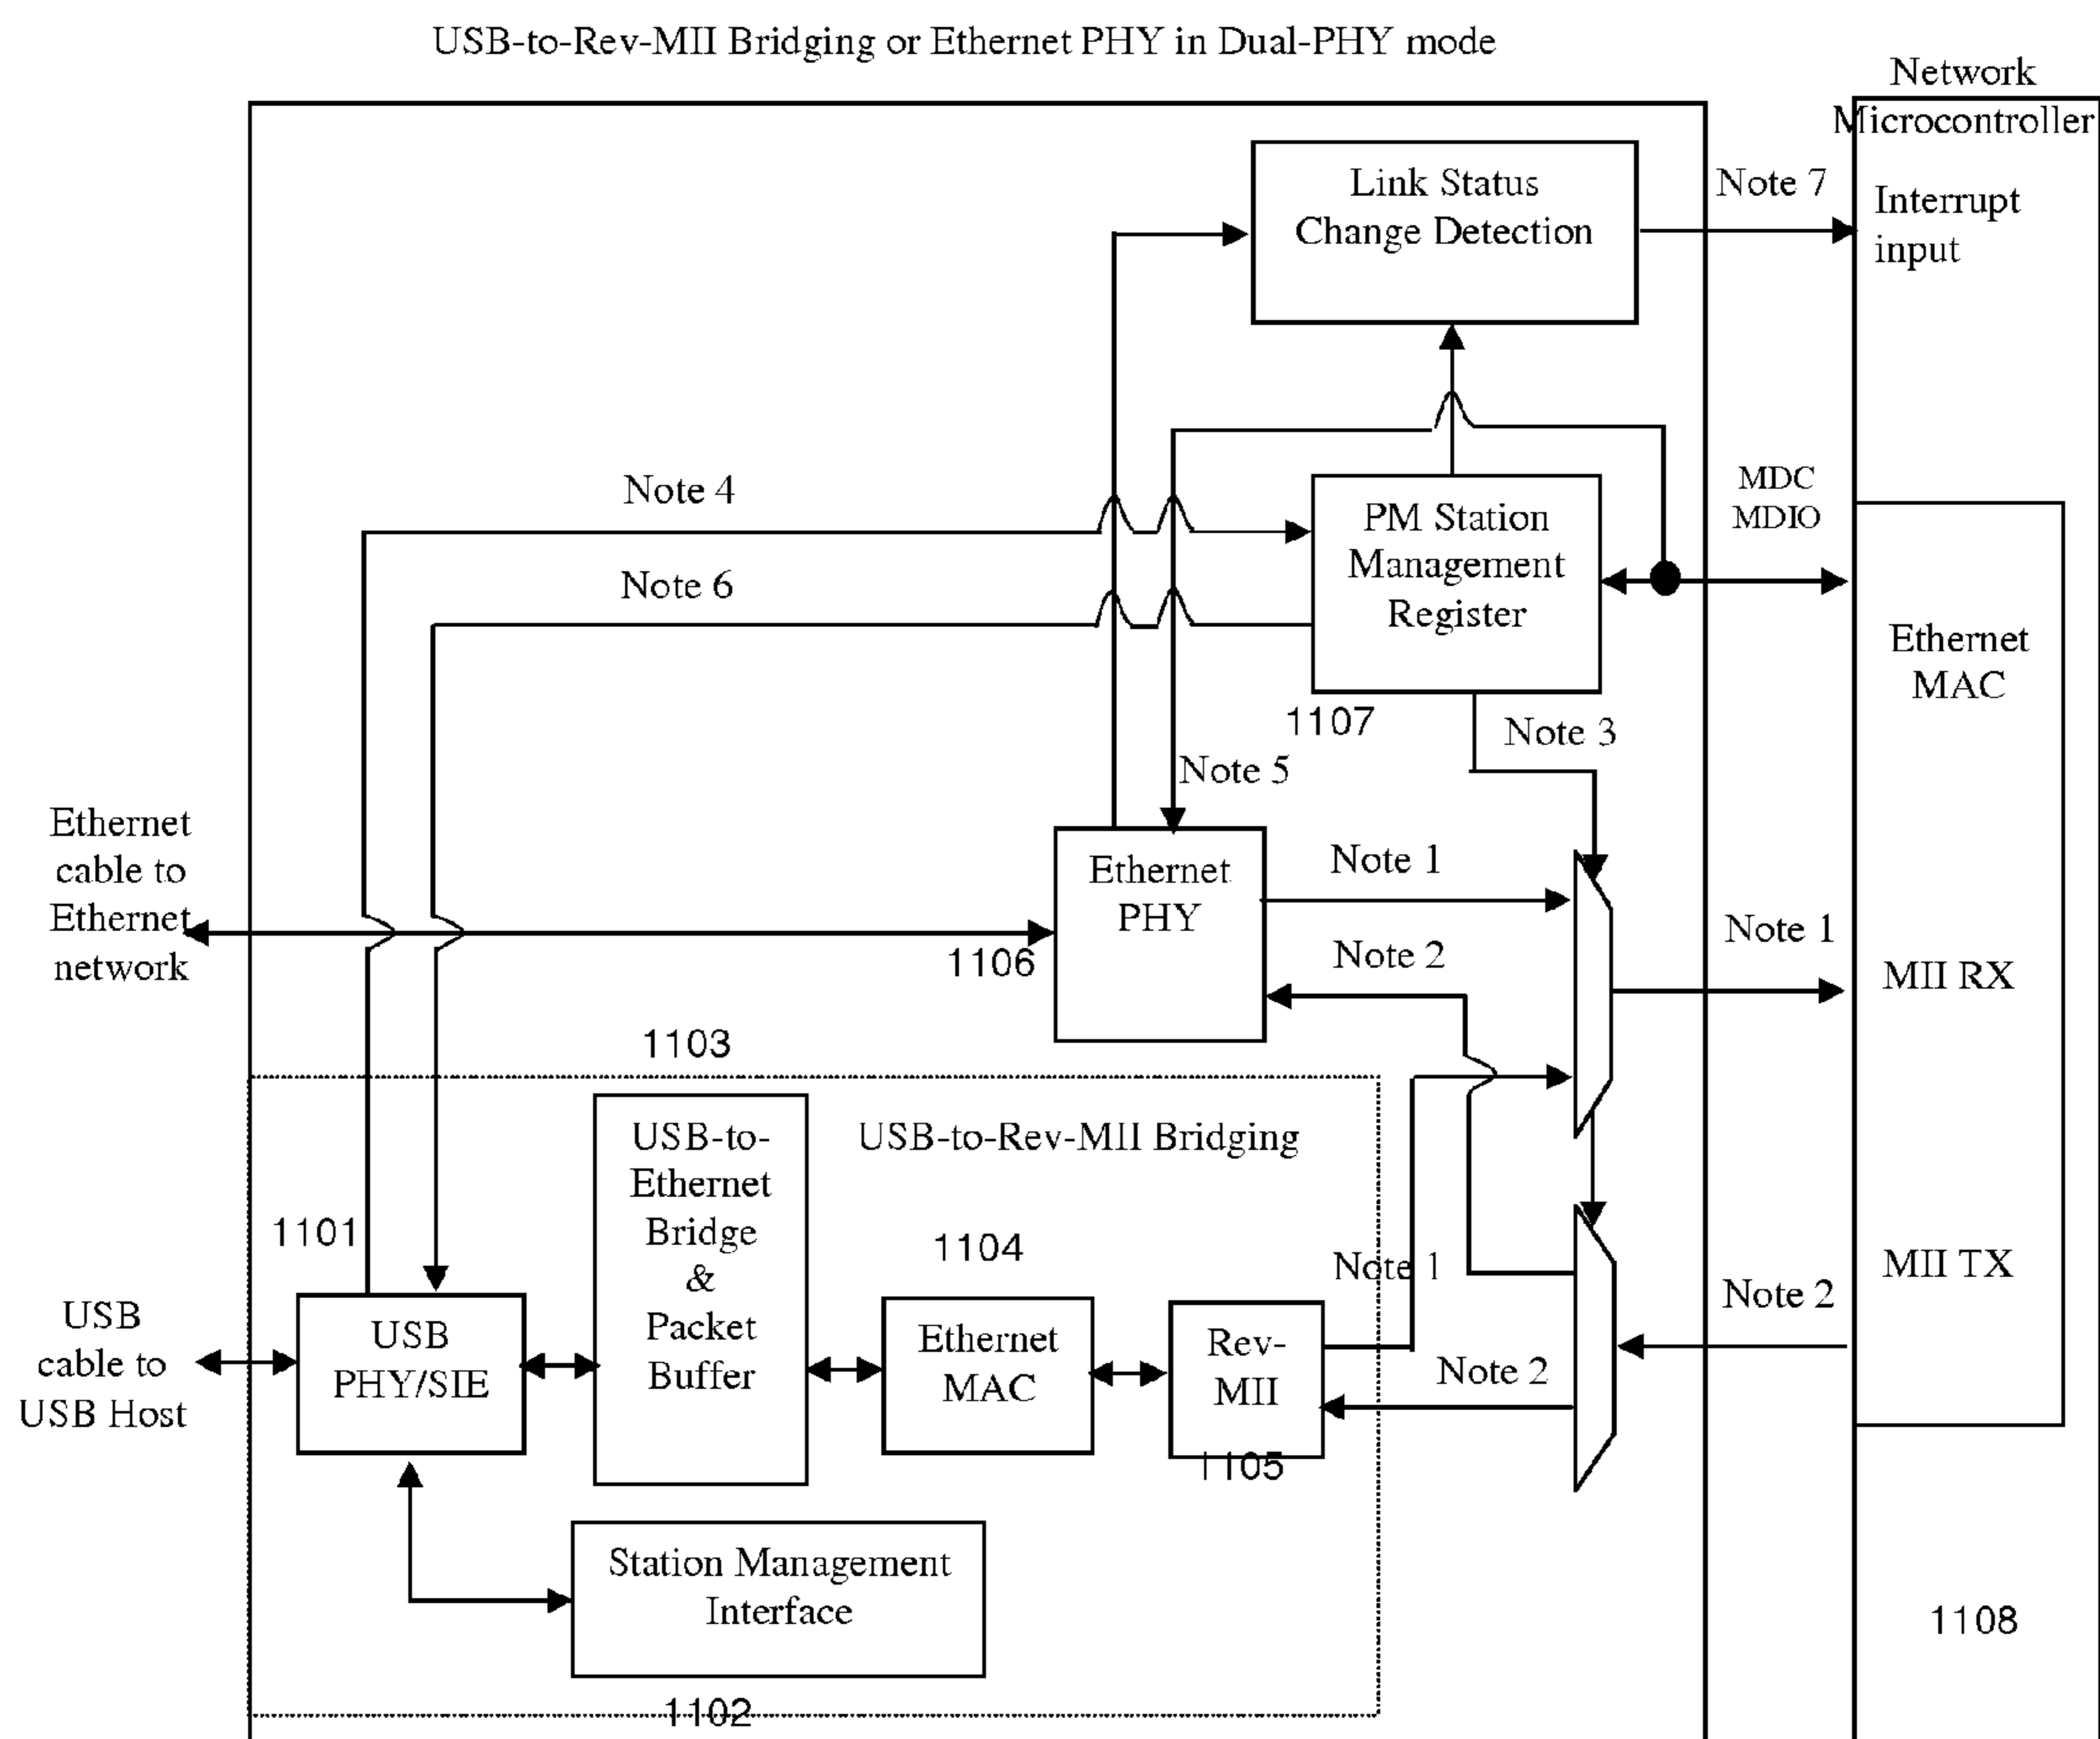 USB-to-Rev-MII Bridging or Ethernet PHY in Dual-PHY mode
Network
Microcontroller
Link Status
Change Detection
Note 7
Interrupt
input
Note 4
PM Station
Management
Register
MDC
MDIO
Note 6
Ethernet
MAC
1107
Note 3
Note 5
Ethernet
cable to
Ethernet
network
Ethernet
PHY
1106
Note 1
Note 2
Note 1
MII RX
1103
USB-to-
Ethernet
Bridge
&
Packet
Buffer
USB-to-Rev-MII Bridging
1101
1104
Note 1
MII TX
Note 2
USB
cable to
USB Host
USB
PHY/SIE
Ethernet
MAC
Rev-
MII
1105
Note 2
Station Management
Interface
1102
1108